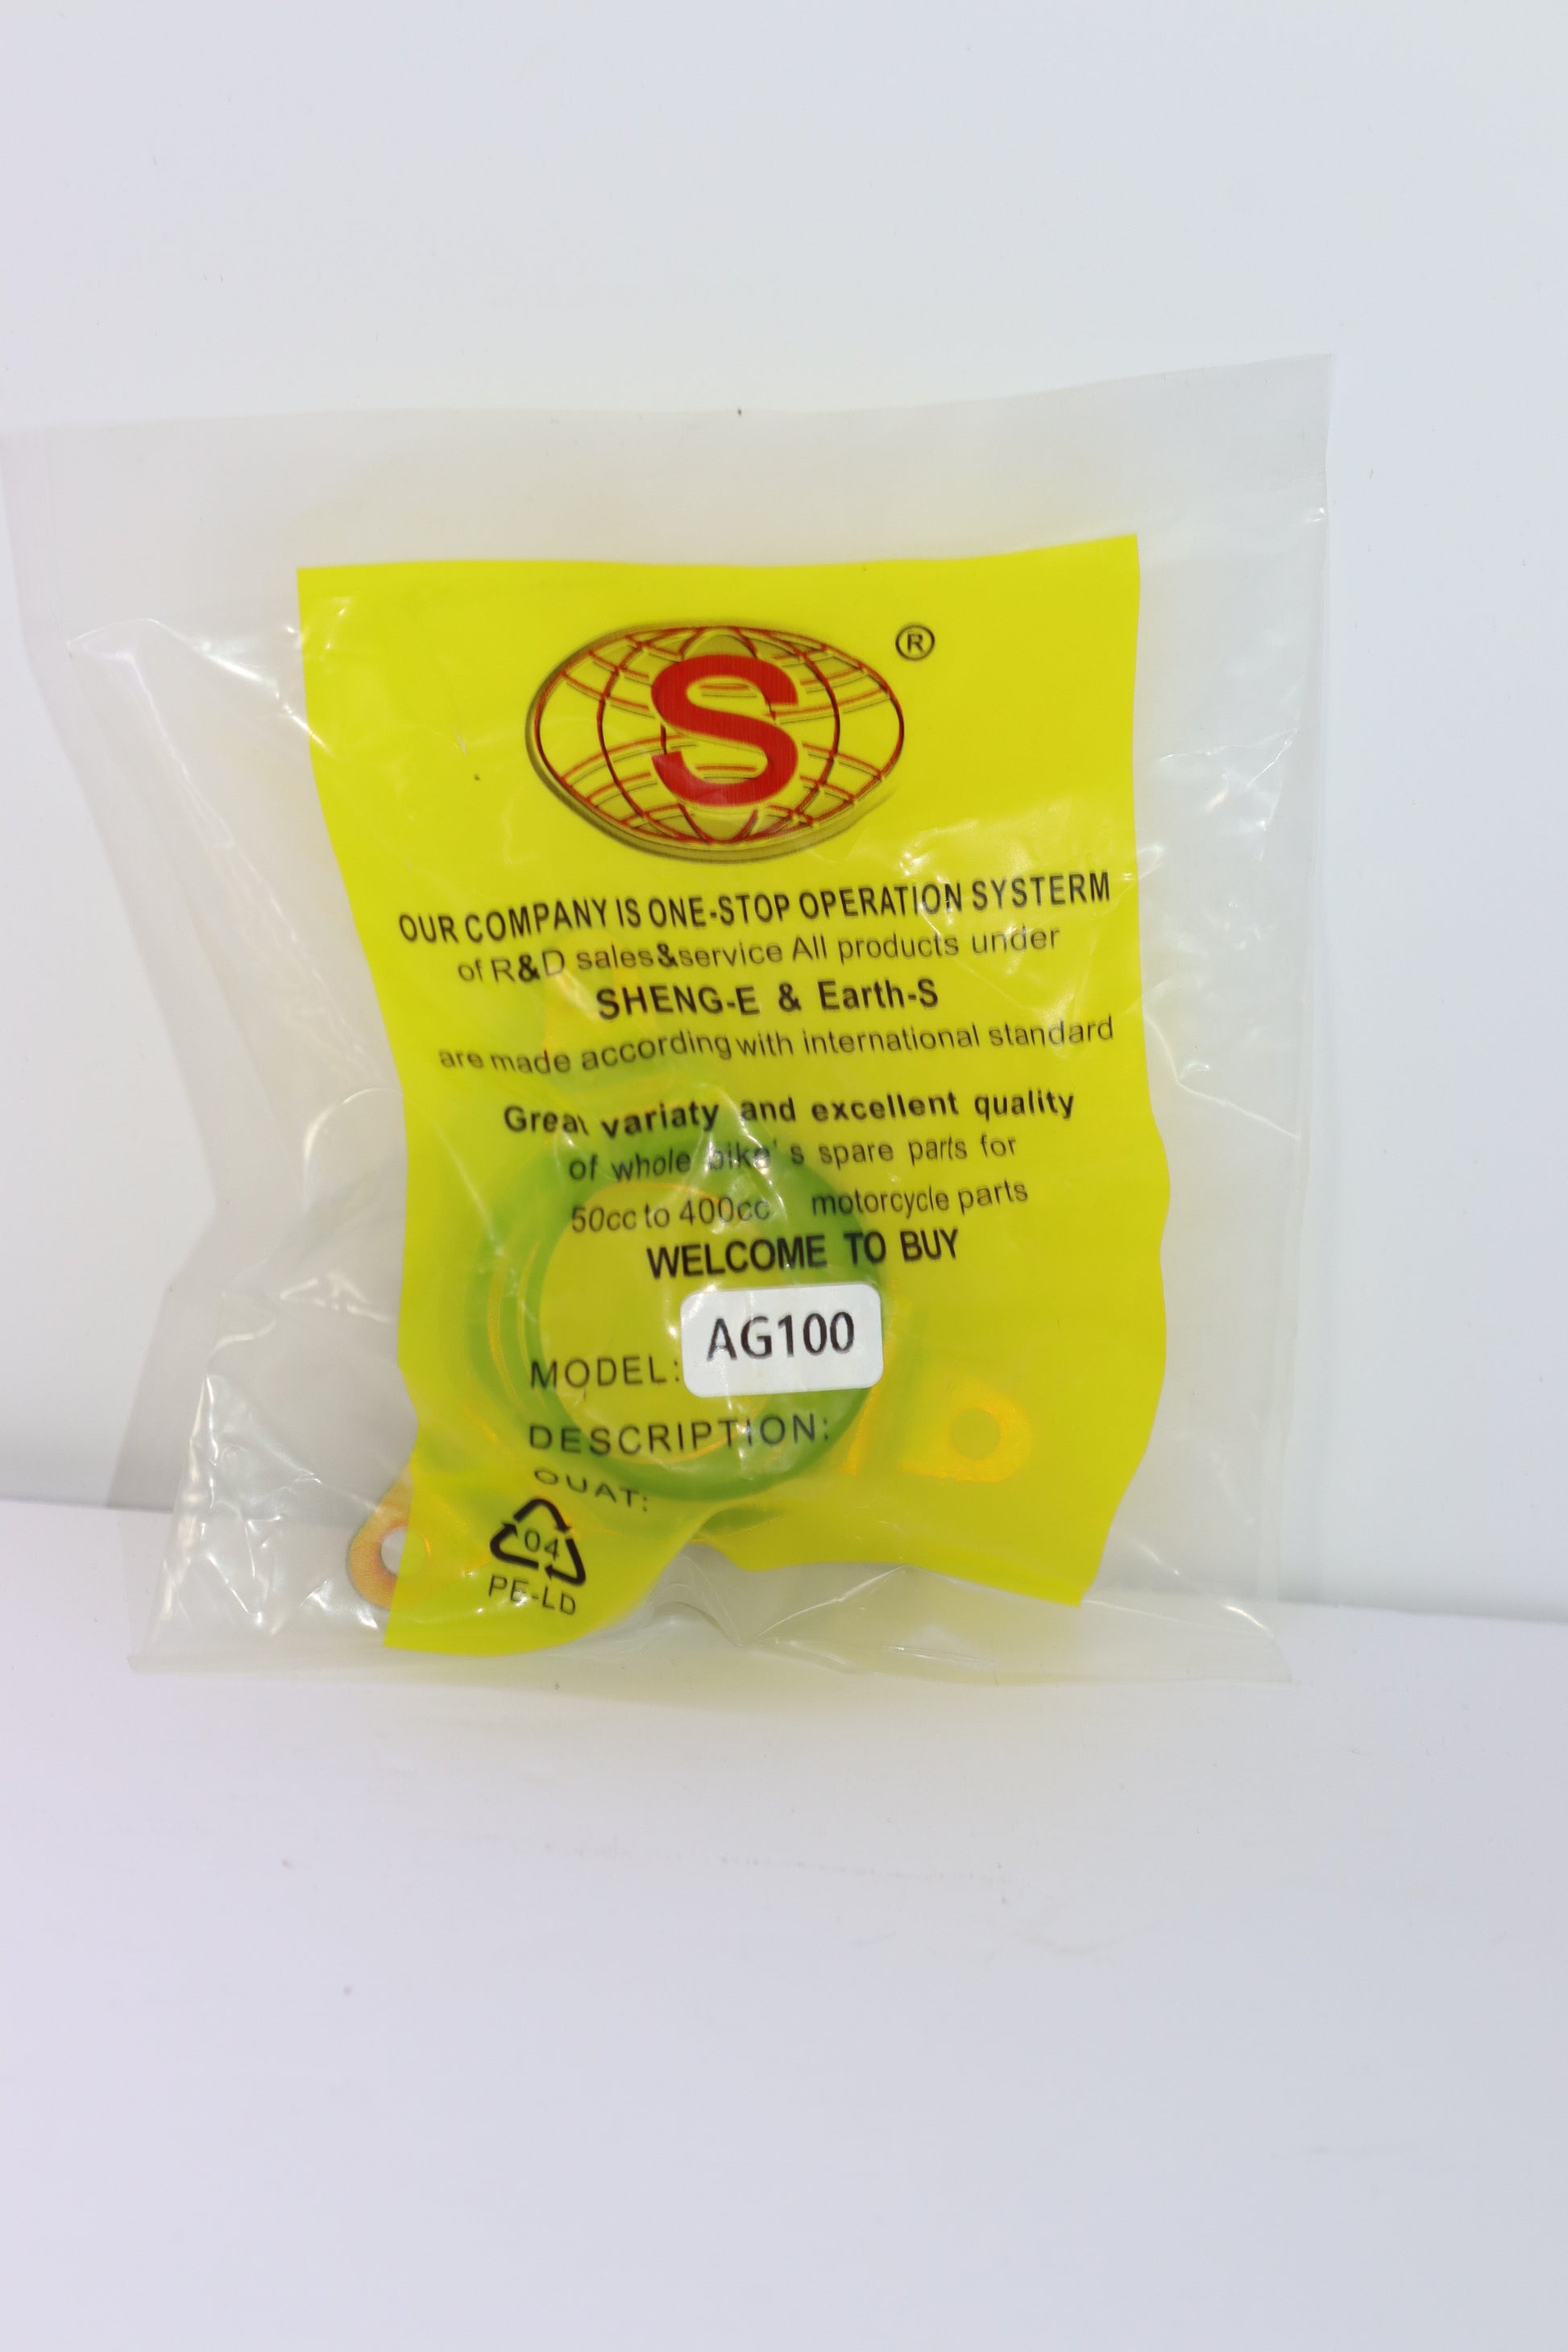 S ®
OUR COMPANY IS ONE-STOP OPERATION SYSTERM
of R&D sales&service All products under
SHENG-E & Earth-S
are made according with international standard
Great variaty and excellent quality
of whole bike's spare parts for
50cc to 400cc motorcycle parts
WELCOME TO BUY
MODEL: AG100
DESCRIPTION:
QUAT:
04
PE-LD